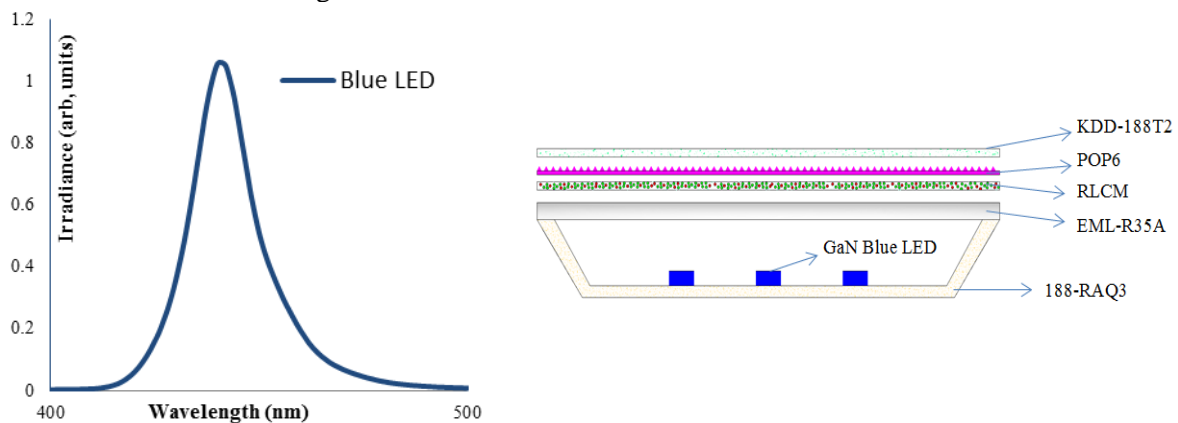 1.2
1
0.8
0.6
0.4
0.2
0
Irradiance (arb, units)
Blue LED
400
Wavelength (nm)
500
KDD-188T2
POP6
RLCM
EML-R35A
GaN Blue LED
188-RAQ3